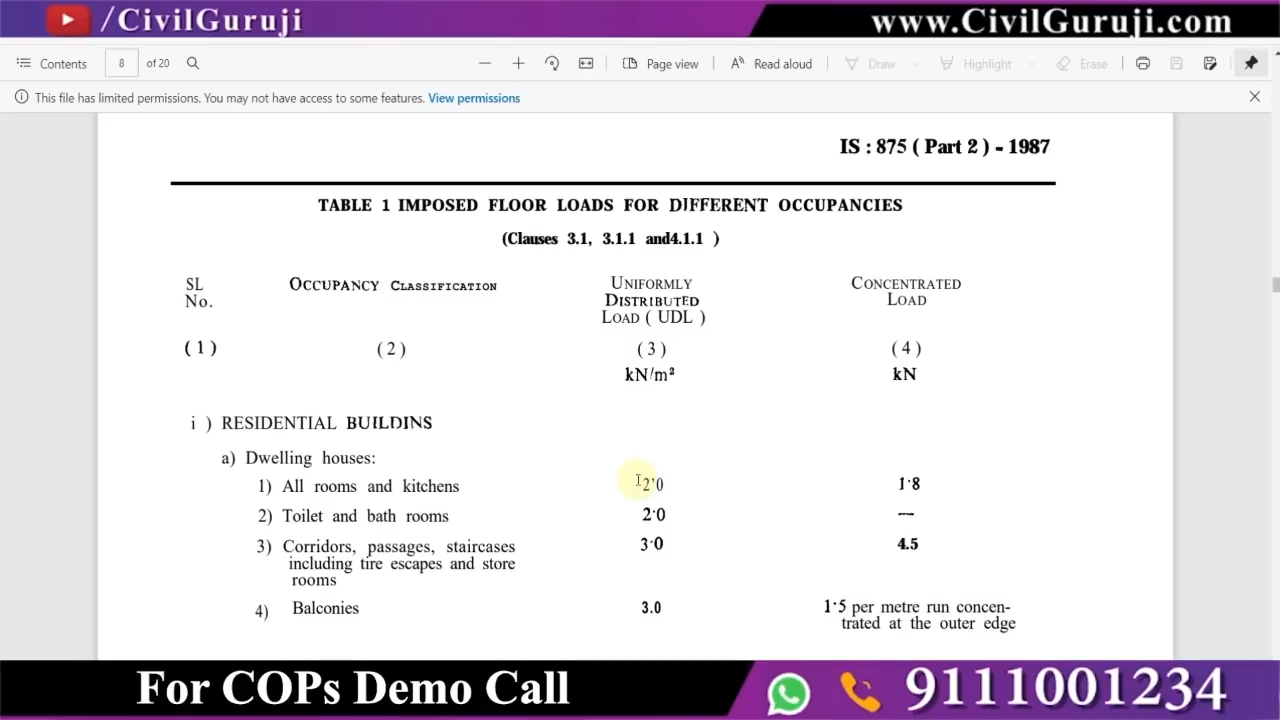 /CivilGuruji
www.CivilGuruji.com
Contents 8 of 20 Page view Read aloud Draw Highlight Erase
This file has limited permissions. You may not have access to some features. View permissions
IS : 875 ( Part 2 ) - 1987
TABLE 1 IMPOSED FLOOR LOADS FOR DIFFERENT OCCUPANCIES
(Clauses 3.1, 3.1.1 and4.1.1 )
SL No. OCCUPANCY CLASSIFICATION UNIFORMLY DISTRIBUTED LOAD ( UDL ) CONCENTRATED LOAD
( 1 ) ( 2 ) ( 3 ) ( 4 )
kN/m² kN
i ) RESIDENTIAL BUILDINS
a) Dwelling houses:
1) All rooms and kitchens 2'0 1·8
2) Toilet and bath rooms 2·0 —
3) Corridors, passages, staircases 3·0 4.5
including tire escapes and store
rooms
4) Balconies 3.0 1·5 per metre run concen-
trated at the outer edge
For COPs Demo Call 9111001234